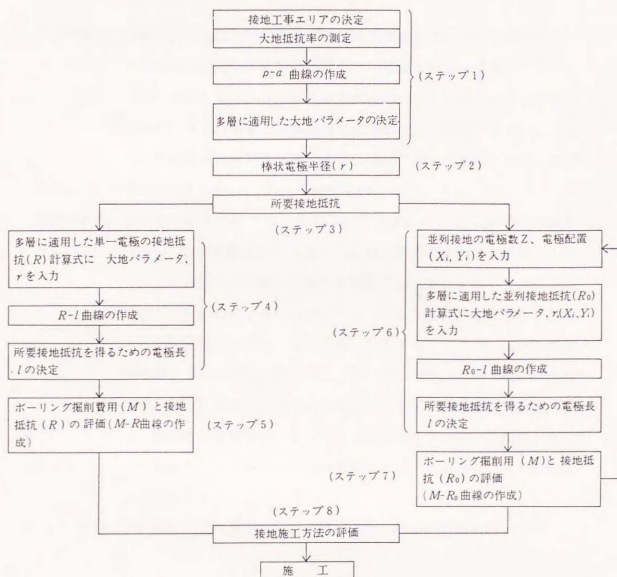 接地工事エリアの決定
大地抵抗率の測定
ρ-a 曲線の作成
(ステップ1)
多層に適用した大地パラメータの決定
棒状電極半径(r)
(ステップ2)
所要接地抵抗
(ステップ3)
多層に適用した単一電極の接地抵
抗(R)計算式に 大地パラメータ,
rを入力
R-l 曲線の作成
(ステップ4)
所要接地抵抗を得るための電極長
lの決定
ボーリング掘削費用(M)と接地
抵抗(R)の評価(M-R曲線の作
成)
(ステップ5)
並列接地の電極数Z、電極配置
(Xi, Yi)を入力
多層に適用した並列接地抵抗(R₀)
計算式に大地パラメータ, r,(Xi,Yi)
を入力
(ステップ6)
R₀-l 曲線の作成
所要接地抵抗を得るための電極長
lの決定
(ステップ7)
ボーリング掘削用(M)と接地抵
抗(R₀)の評価
(M-R₀曲線の作成)
(ステップ8)
接地施工方法の評価
施 工